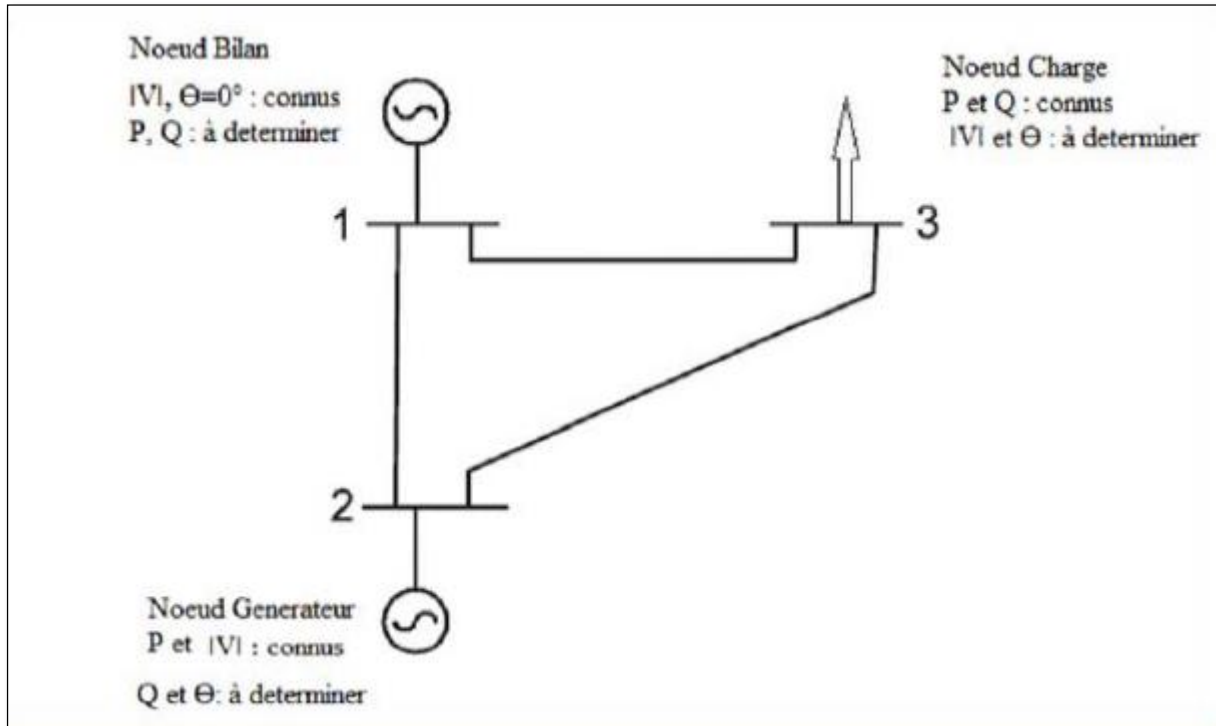 Noeud Bilan
|V|, Θ=0° : connus
P, Q : à determiner
Noeud Charge
P et Q : connus
|V| et Θ : à determiner
1
3
2
Noeud Generateur
P et |V| : connus
Q et Θ: à determiner